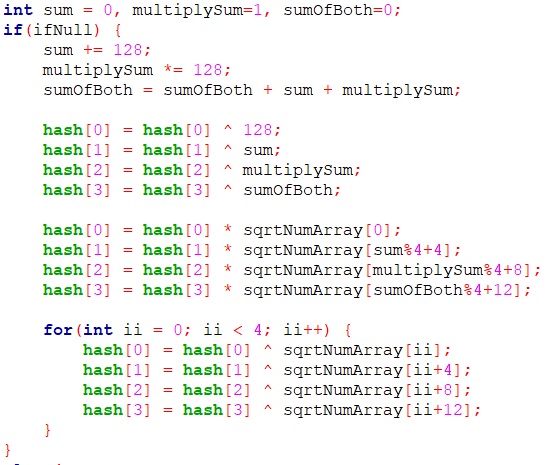 int sum = 0, multiplySum=1, sumOfBoth=0;
if(ifNull) {
sum += 128;
multiplySum *= 128;
sumOfBoth = sumOfBoth + sum + multiplySum;
hash[0] = hash[0] ^ 128;
hash[1] = hash[1] ^ sum;
hash[2] = hash[2] ^ multiplySum;
hash[3] = hash[3] ^ sumOfBoth;
hash[0] = hash[0] * sqrtNumArray[0];
hash[1] = hash[1] * sqrtNumArray[sum%4+4];
hash[2] = hash[2] * sqrtNumArray[multiplySum%4+8];
hash[3] = hash[3] * sqrtNumArray[sumOfBoth%4+12];
for(int ii = 0; ii < 4; ii++) {
hash[0] = hash[0] ^ sqrtNumArray[ii];
hash[1] = hash[1] ^ sqrtNumArray[ii+4];
hash[2] = hash[2] ^ sqrtNumArray[ii+8];
hash[3] = hash[3] ^ sqrtNumArray[ii+12];
}
}